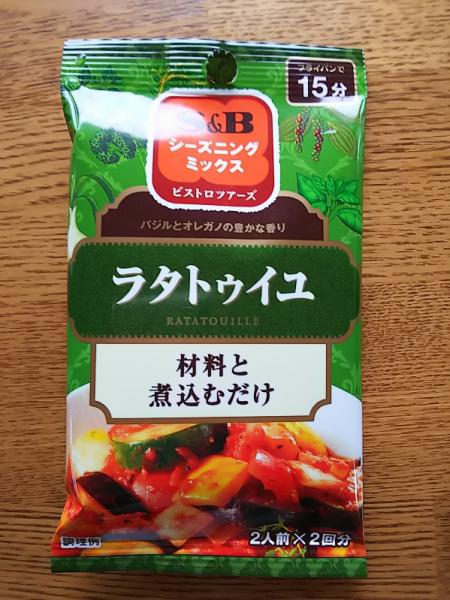 フライパンで
15分
S&B
シーズニング
ミックス
ビストロツアーズ
バジルとオレガノの豊かな香り
ラタトゥイユ
RATATOUILLE
材料と
煮込むだけ
調理例
2人前×2回分